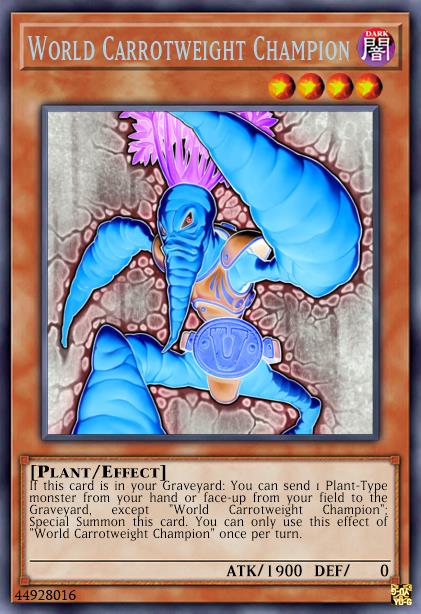 World Carrotweight Champion
DARK
闇
[Plant/Effect]
If this card is in your Graveyard: You can send 1 Plant-Type
monster from your hand or face-up from your field to the
Graveyard, except "World Carrotweight Champion";
Special Summon this card. You can only use this effect of
"World Carrotweight Champion" once per turn.
ATK/1900 DEF/ 0
44928016